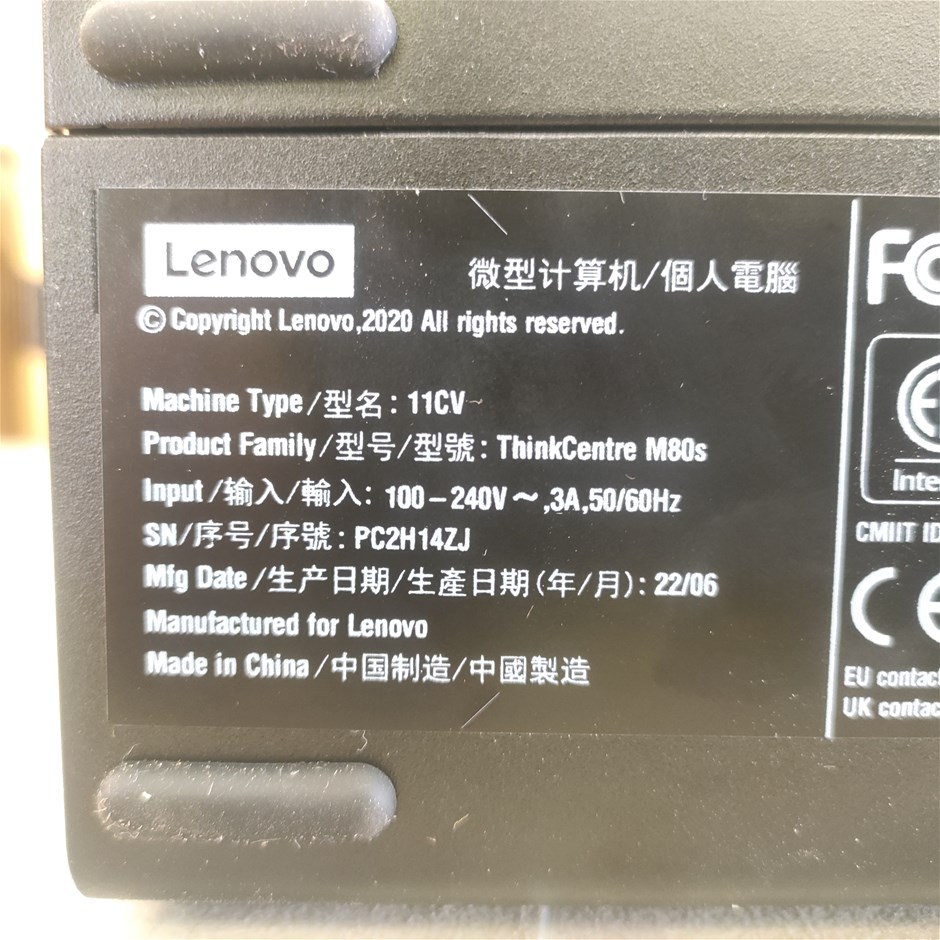 Lenovo
微型计算机/個人電腦
© Copyright Lenovo,2020 All rights reserved.
Machine Type/型名: 11CV
Product Family/型号/型號: ThinkCentre M80s
Input/输入/輸入: 100-240V~,3A,50/60Hz
SN/序号/序號: PC2H14ZJ
Mfg Date/生产日期/生產日期(年/月): 22/06
Manufactured for Lenovo
Made in China/中国制造/中國製造
FC
Inte
CMIIT ID
CE
EU contact
UK contac